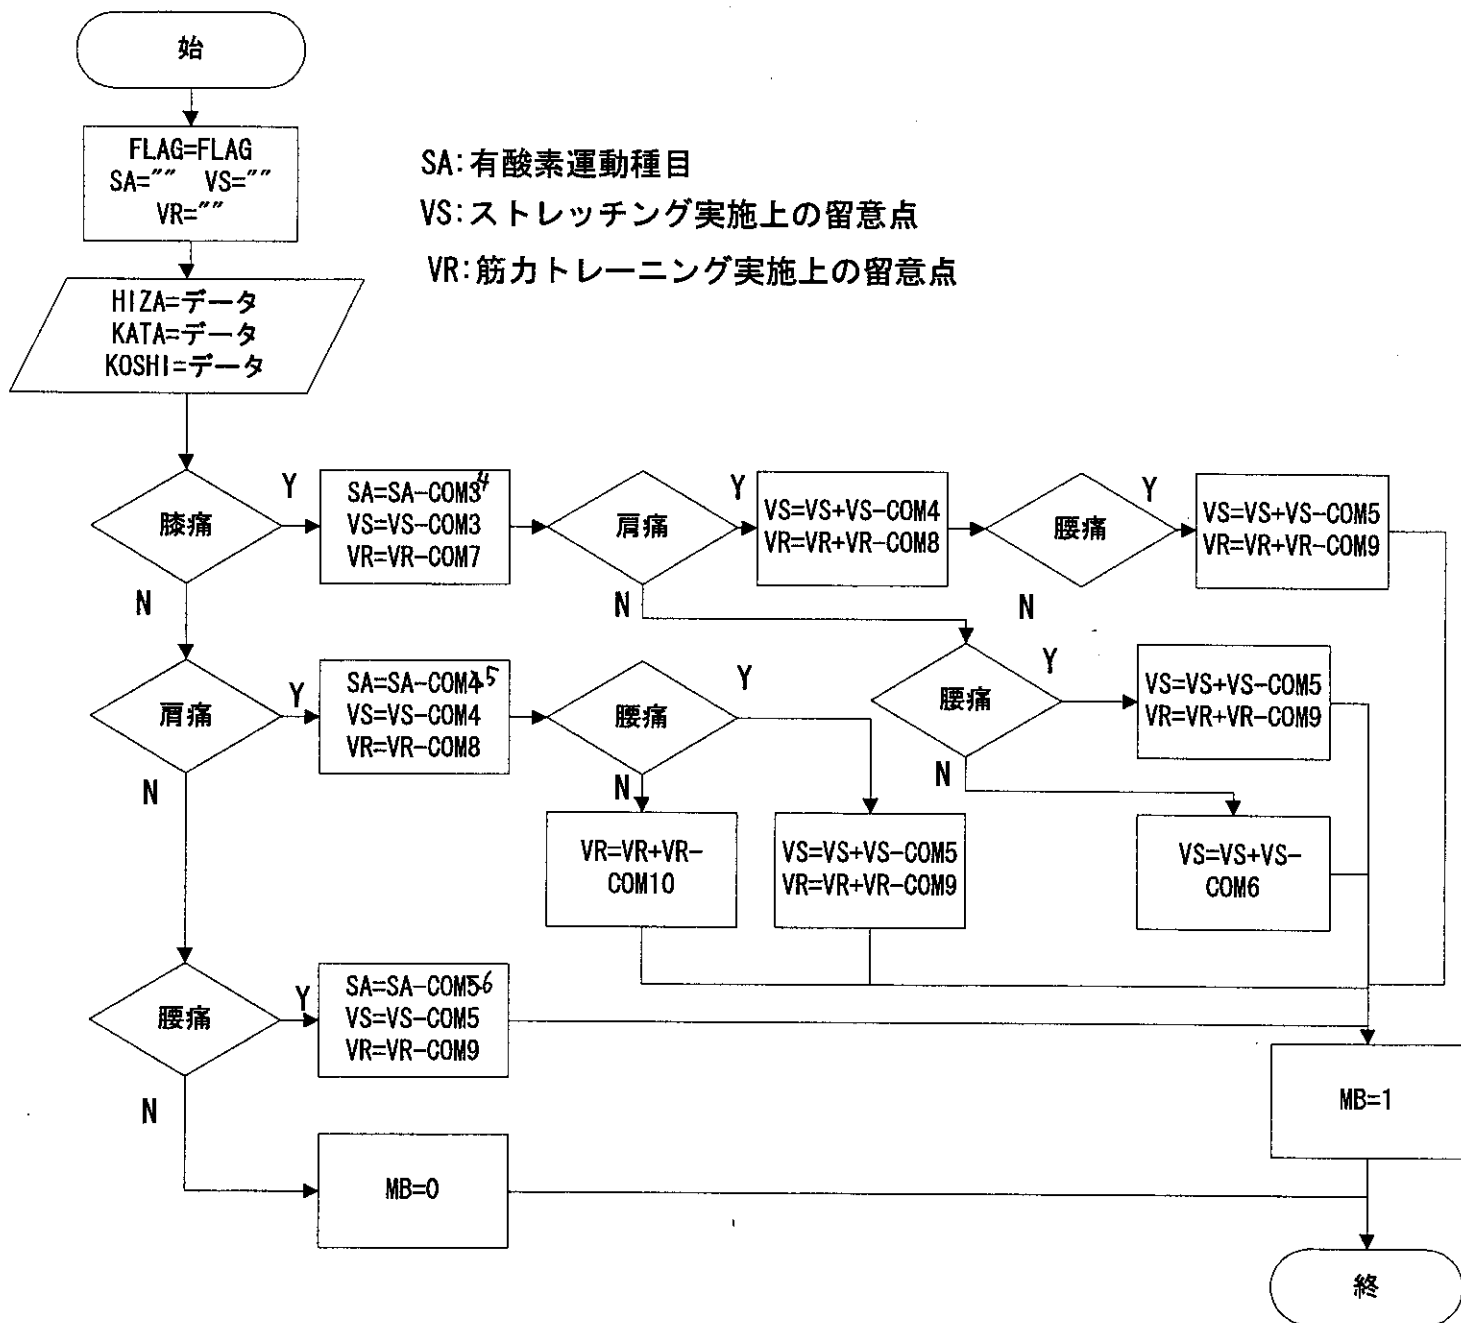 始
FLAG=FLAG
SA="" VS=""
VR=""
SA:有酸素運動種目
VS:ストレッチング実施上の留意点
VR:筋力トレーニング実施上の留意点
HIZA=データ
KATA=データ
KOSHI=データ
膝痛
Y
N
SA=SA-COM3 4
VS=VS-COM3
VR=VR-COM7
肩痛
Y
N
VS=VS+VS-COM4
VR=VR+VR-COM8
腰痛
Y
N
VS=VS+VS-COM5
VR=VR+VR-COM9
肩痛
Y
N
SA=SA-COM4 5
VS=VS-COM4
VR=VR-COM8
腰痛
Y
N
腰痛
Y
N
VS=VS+VS-COM5
VR=VR+VR-COM9
VR=VR+VR-
COM10
VS=VS+VS-COM5
VR=VR+VR-COM9
VS=VS+VS-
COM6
腰痛
Y
N
SA=SA-COM5 6
VS=VS-COM5
VR=VR-COM9
MB=1
MB=0
終